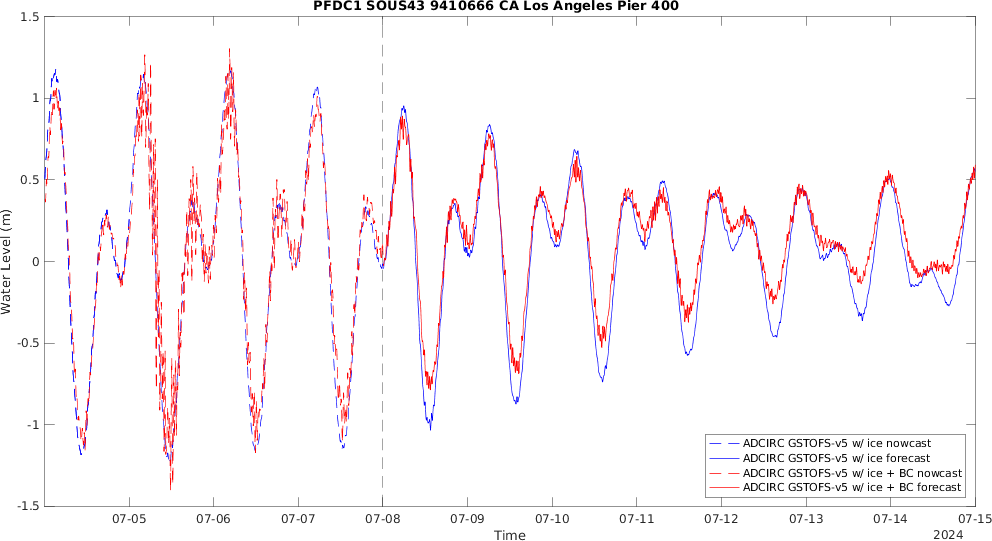 PFDC1 SOUS43 9410666 CA Los Angeles Pier 400
1.5
1
0.5
0
-0.5
-1
-1.5
Water Level (m)
ADCIRC GSTOFS-v5 w/ ice nowcast
ADCIRC GSTOFS-v5 w/ ice forecast
ADCIRC GSTOFS-v5 w/ ice + BC nowcast
ADCIRC GSTOFS-v5 w/ ice + BC forecast
07-05 07-06 07-07 07-08 07-09 07-10 07-11 07-12 07-13 07-14 07-15
Time
2024